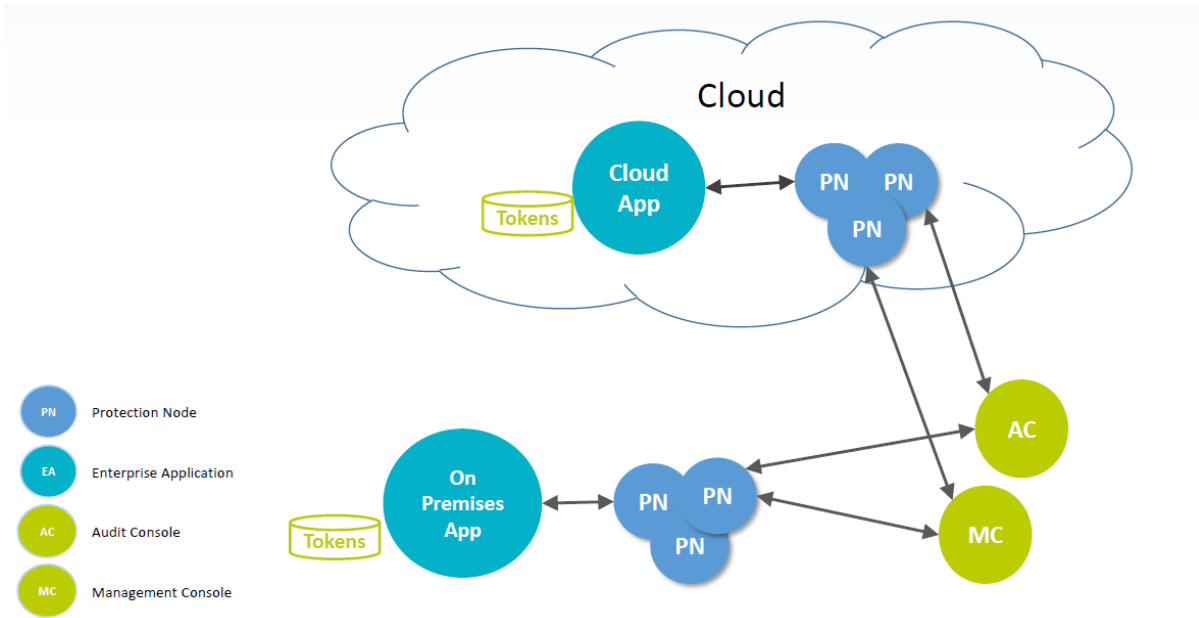 Cloud
Cloud
App
Tokens
PN
PN
PN
AC
MC
On
Premises
App
Tokens
PN
PN
PN
PN
Protection Node
EA
Enterprise Application
AC
Audit Console
MC
Management Console